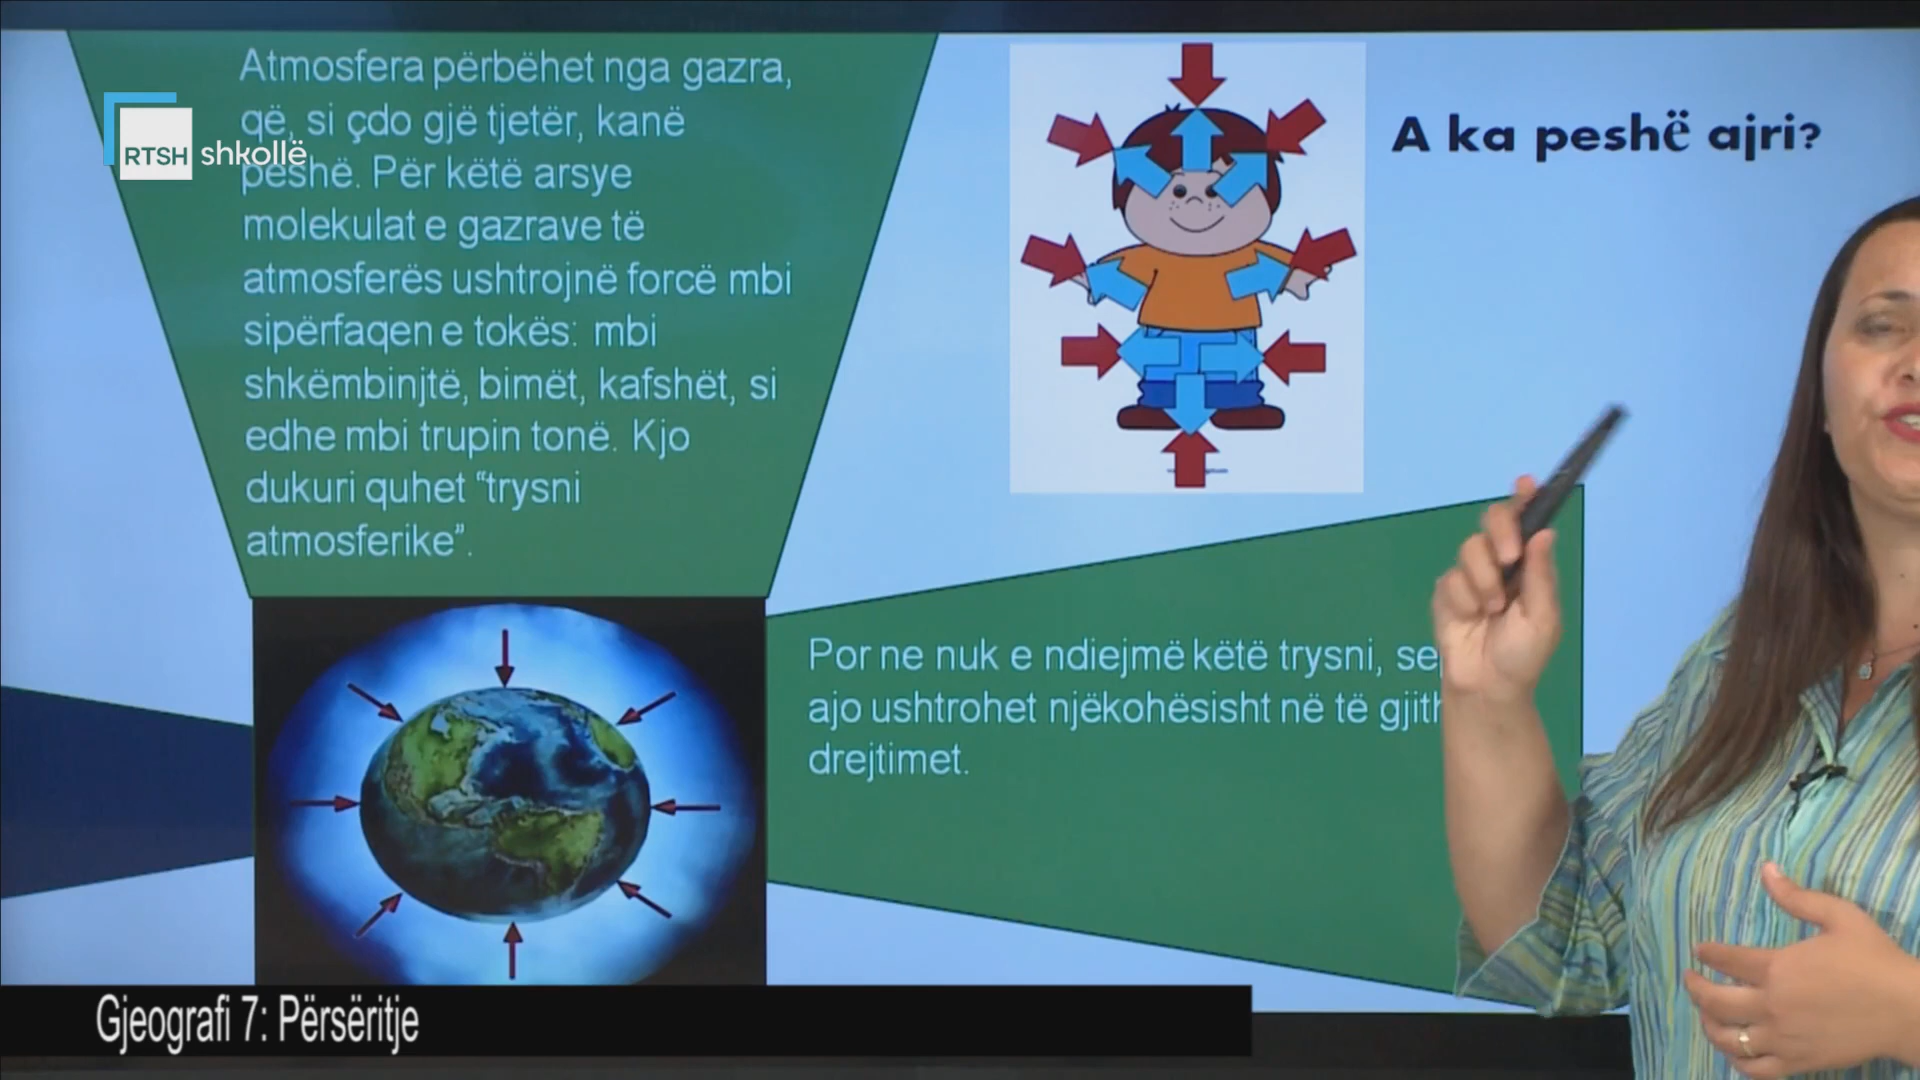 Atmosfera përbëhet nga gazra,
që, si çdo gjë tjetër, kanë
peshë. Për këtë arsye
molekulat e gazrave të
atmosferës ushtrojnë forcë mbi
sipërfaqen e tokës: mbi
shkëmbinjtë, bimët, kafshët, si
edhe mbi trupin tonë. Kjo
dukuri quhet “trysni
atmosferike”.
RTSH shkollë
A ka peshë ajri?
Por ne nuk e ndiejmë këtë trysni,
ajo ushtrohet njëkohësisht në të
drejtimet.
Gjeografi 7: Përsëritje